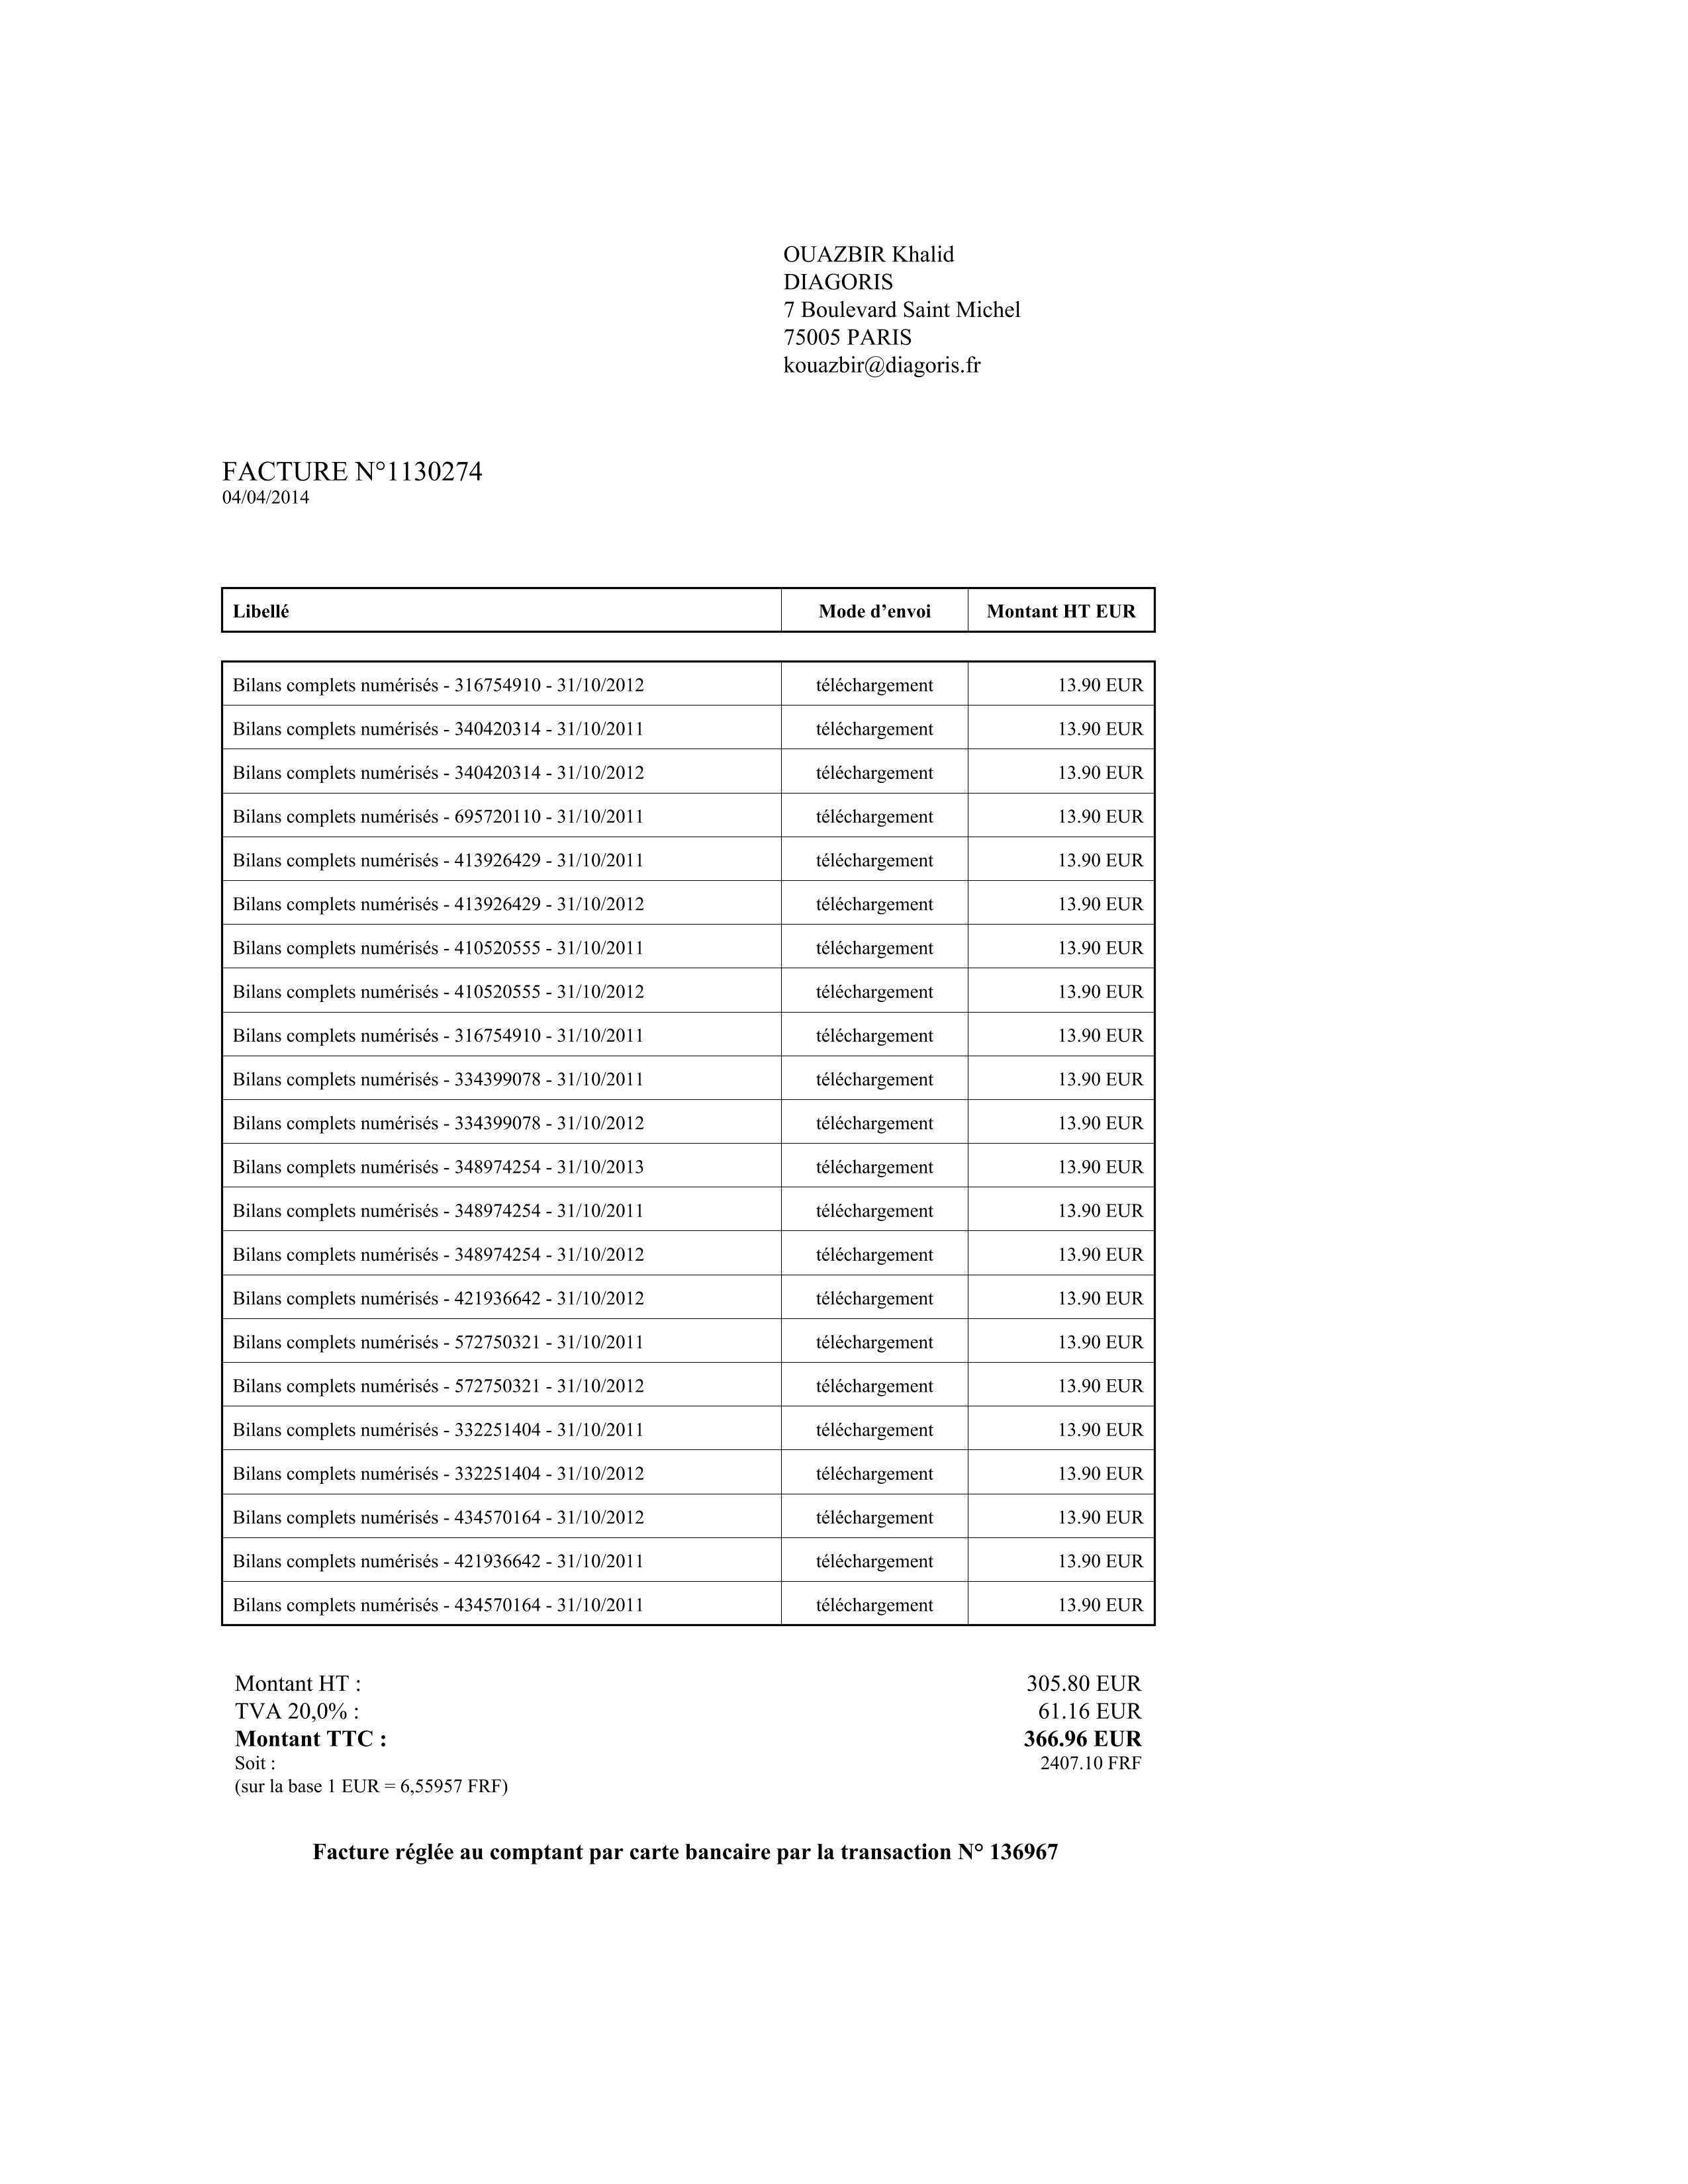 OUAZBIR Khalid
DIAGORIS
7 Boulevard Saint Michel
75005 PARIS
kouazbir@diagoris.fr
FACTURE N°1130274
04/04/2014
Libellé Mode d’envoi Montant HT EUR
Bilans complets numérisés - 316754910 - 31/10/2012 téléchargement 13.90 EUR
Bilans complets numérisés - 340420314 - 31/10/2011 téléchargement 13.90 EUR
Bilans complets numérisés - 340420314 - 31/10/2012 téléchargement 13.90 EUR
Bilans complets numérisés - 695720110 - 31/10/2011 téléchargement 13.90 EUR
Bilans complets numérisés - 413926429 - 31/10/2011 téléchargement 13.90 EUR
Bilans complets numérisés - 413926429 - 31/10/2012 téléchargement 13.90 EUR
Bilans complets numérisés - 410520555 - 31/10/2011 téléchargement 13.90 EUR
Bilans complets numérisés - 410520555 - 31/10/2012 téléchargement 13.90 EUR
Bilans complets numérisés - 316754910 - 31/10/2011 téléchargement 13.90 EUR
Bilans complets numérisés - 334399078 - 31/10/2011 téléchargement 13.90 EUR
Bilans complets numérisés - 334399078 - 31/10/2012 téléchargement 13.90 EUR
Bilans complets numérisés - 348974254 - 31/10/2013 téléchargement 13.90 EUR
Bilans complets numérisés - 348974254 - 31/10/2011 téléchargement 13.90 EUR
Bilans complets numérisés - 348974254 - 31/10/2012 téléchargement 13.90 EUR
Bilans complets numérisés - 421936642 - 31/10/2012 téléchargement 13.90 EUR
Bilans complets numérisés - 572750321 - 31/10/2011 téléchargement 13.90 EUR
Bilans complets numérisés - 572750321 - 31/10/2012 téléchargement 13.90 EUR
Bilans complets numérisés - 332251404 - 31/10/2011 téléchargement 13.90 EUR
Bilans complets numérisés - 332251404 - 31/10/2012 téléchargement 13.90 EUR
Bilans complets numérisés - 434570164 - 31/10/2012 téléchargement 13.90 EUR
Bilans complets numérisés - 421936642 - 31/10/2011 téléchargement 13.90 EUR
Bilans complets numérisés - 434570164 - 31/10/2011 téléchargement 13.90 EUR
Montant HT : 305.80 EUR
TVA 20,0% : 61.16 EUR
Montant TTC : 366.96 EUR
Soit : 2407.10 FRF
(sur la base 1 EUR = 6,55957 FRF)
Facture réglée au comptant par carte bancaire par la transaction N° 136967